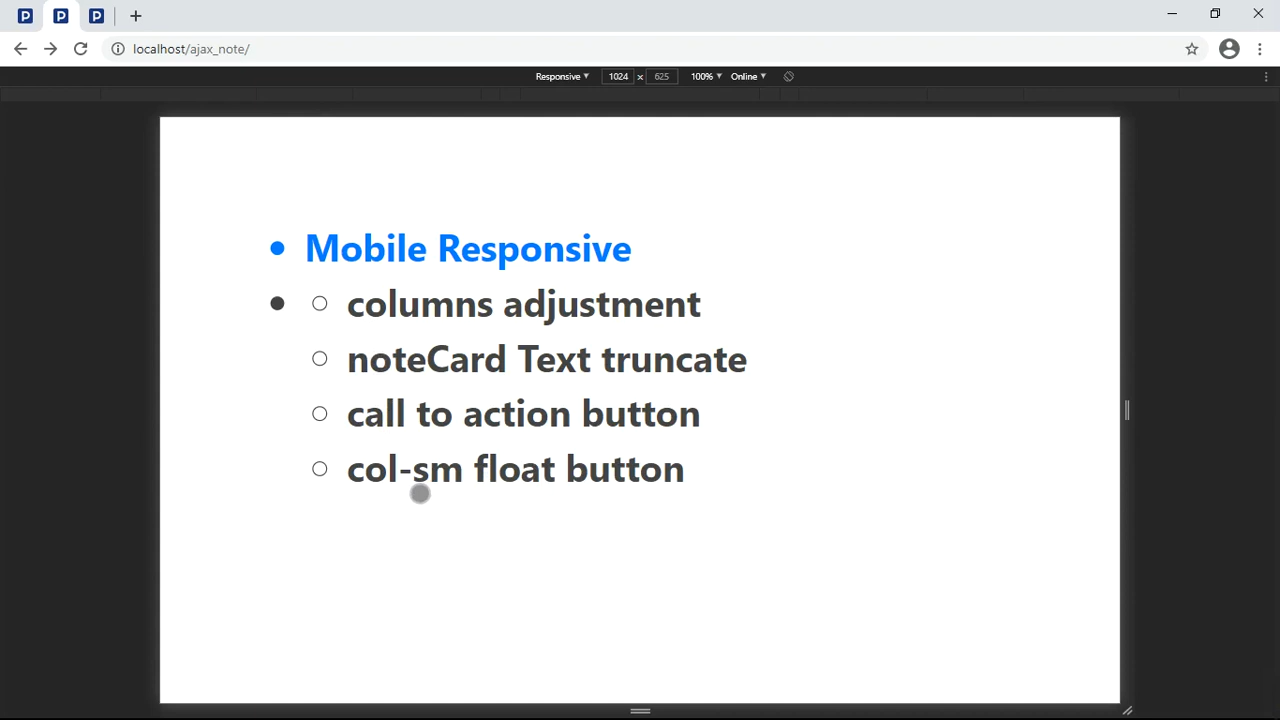 localhost/ajax_note/
Responsive 1024 x 625 100% Online
Mobile Responsive
columns adjustment
noteCard Text truncate
call to action button
col-sm float button